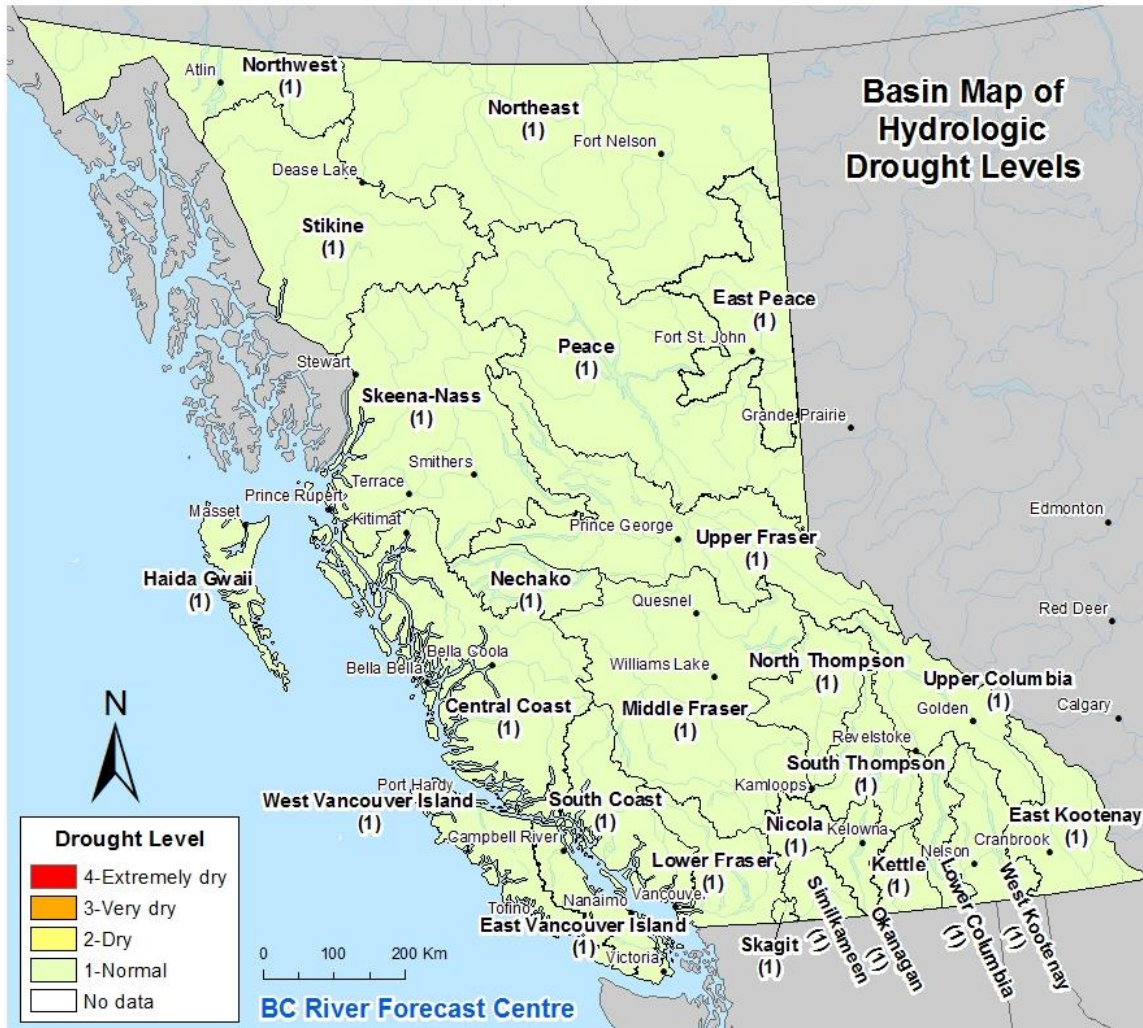 Basin Map of
Hydrologic
Drought Levels
Atlin
Northwest
(1)
Northeast
(1)
Fort Nelson
Dease Lake
Stikine
(1)
East Peace
(1)
Fort St. John
Peace
(1)
Stewart
Skeena-Nass
(1)
Grande Prairie
Smithers
Terrace
Prince Rupert
Masset
Kitimat
Prince George
Edmonton
Upper Fraser
(1)
Haida Gwaii
(1)
Nechako
(1)
Quesnel
Red Deer
Bella Coola
Bella Bella
Williams Lake
North Thompson
(1)
Upper Columbia
(1)
N
Central Coast
(1)
Middle Fraser
(1)
Golden
Calgary
Revelstoke
South Thompson
(1)
Port Hardy
Kamloops
West Vancouver Island
(1)
South Coast
(1)
East Kootenay
(1)
Campbell River
Nicola
(1)
Kelowna
Cranbrook
Lower Fraser
(1)
Kettle
(1)
Nelson
Vancouver
Nanaimo
Tofino
East Vancouver Island
(1)
Victoria
Skagit
(1)
Similkameen
(1)
Okanagan
(1)
Lower Columbia
(1)
West Kootenay
(1)
Drought Level
4-Extremely dry
3-Very dry
2-Dry
1-Normal
No data
0 100 200 Km
BC River Forecast Centre